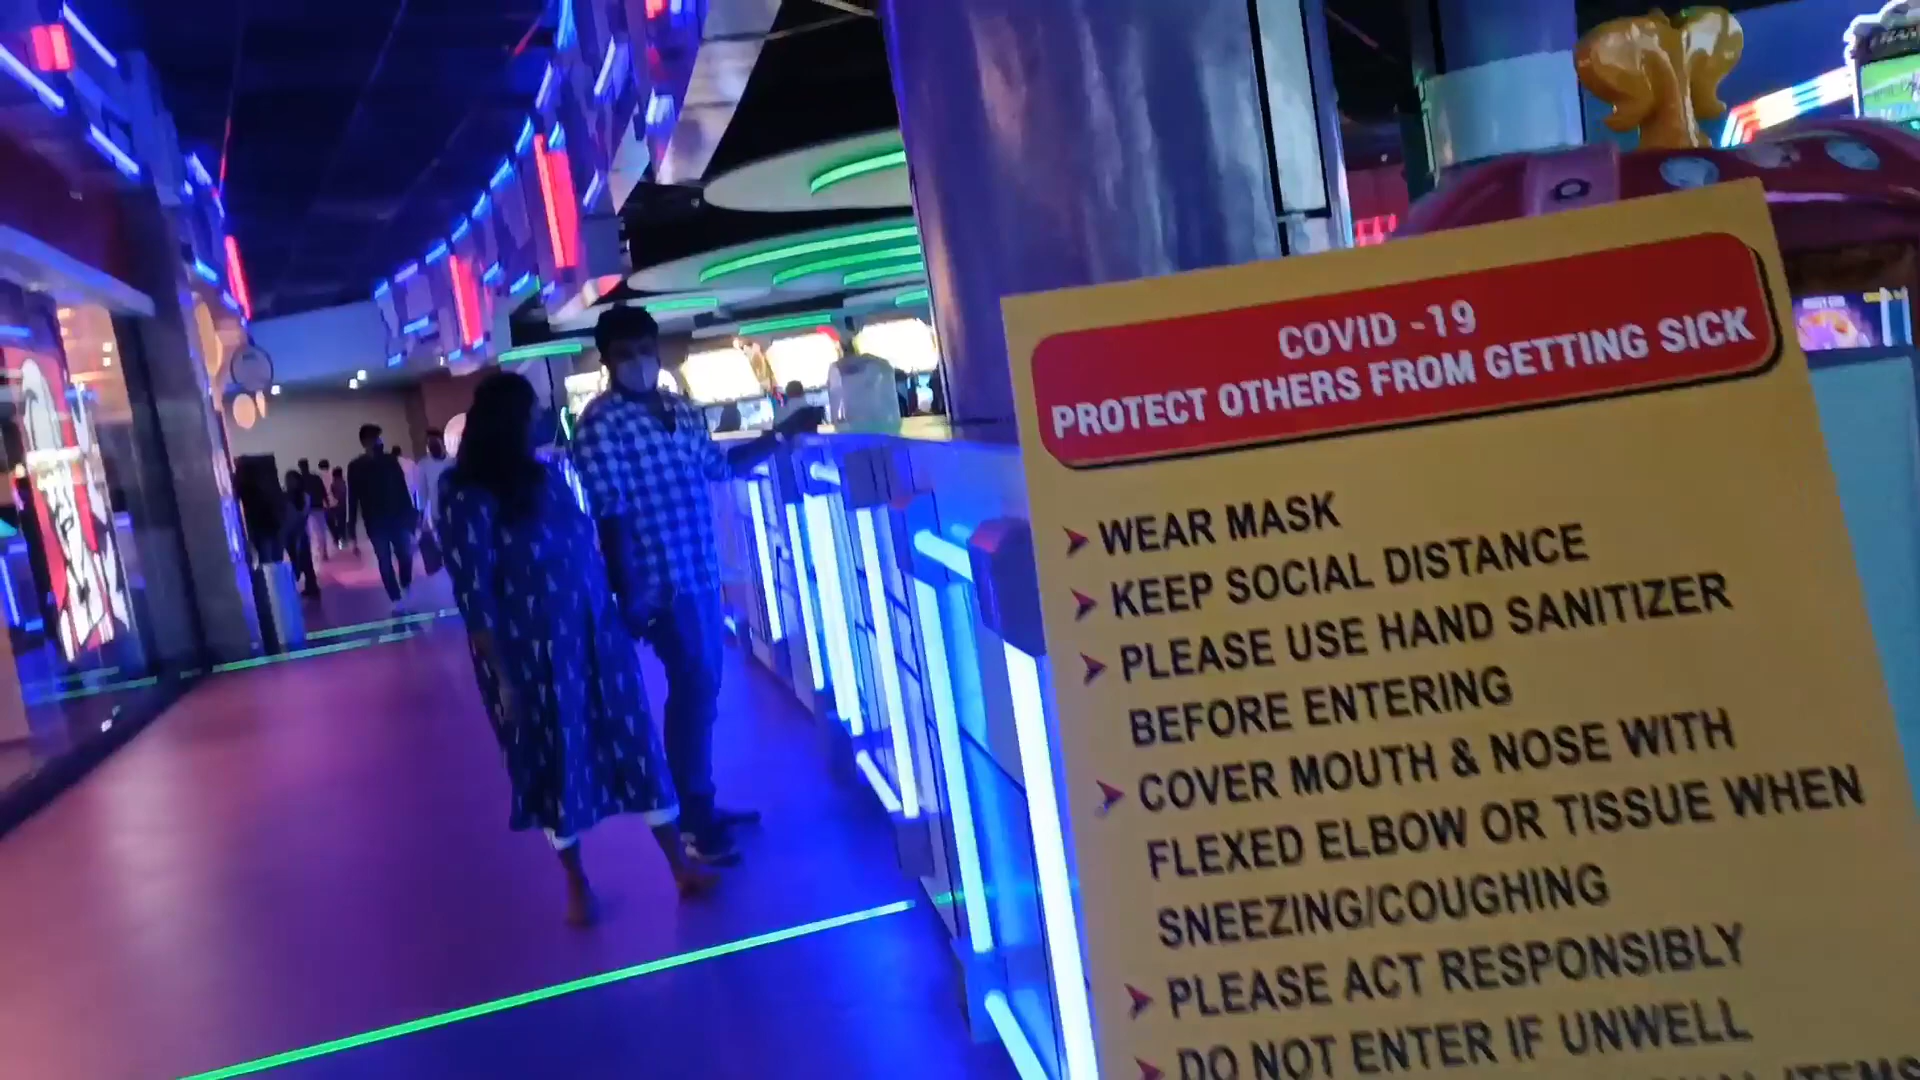 COVID -19
PROTECT OTHERS FROM GETTING SICK
WEAR MASK
KEEP SOCIAL DISTANCE
PLEASE USE HAND SANITIZER
BEFORE ENTERING
COVER MOUTH & NOSE WITH
FLEXED ELBOW OR TISSUE WHEN
SNEEZING/COUGHING
PLEASE ACT RESPONSIBLY
DO NOT ENTER IF UNWELL
ITEMS